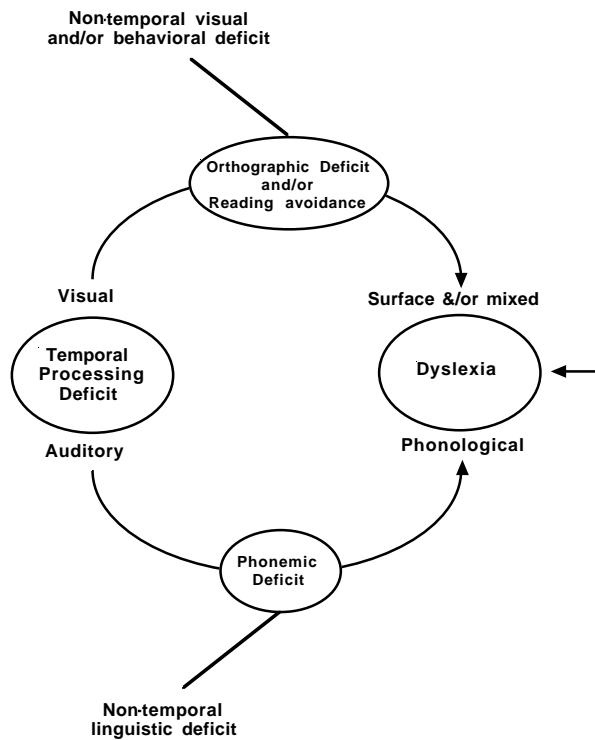 Non-temporal visual
and/or behavioral deficit
Orthographic Deficit
and/or
Reading avoidance
Visual
Surface &/or mixed
Temporal
Processing
Deficit
Dyslexia
Auditory
Phonological
Phonemic
Deficit
Non-temporal
linguistic deficit